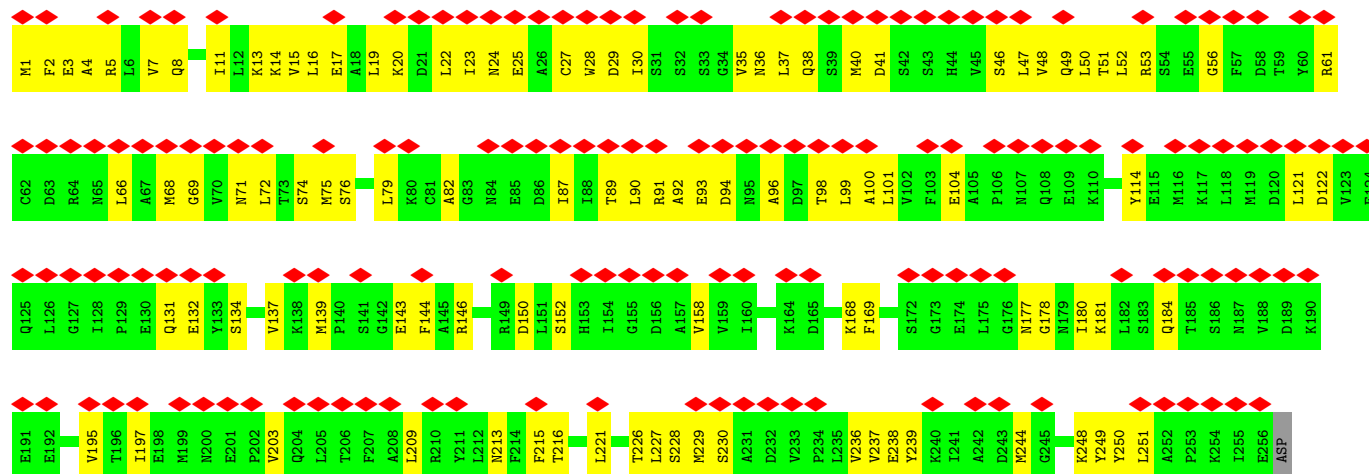 M1 F2 E3 A4 R5 L6 V7 Q8 I11 L12 K13 K14 V15 L16 E17 A18 L19 K20 D21 L22 I23 N24 E25 A26 C27 W28 D29 I30 S31 S32 S33 G34 V35 N36 L37 Q38 S39 M40 D41 S42 S43 H44 V45 S46 L47 V48 Q49 L50 T51 L52 R53 S54 E55 G56 F57 D58 T59 Y60 R61
C62 D63 R64 N65 L66 A67 M68 G69 V70 N71 L72 T73 S74 M75 S76 L79 K80 C81 A82 G83 N84 E85 D86 I87 I88 T89 L90 R91 A92 E93 D94 N95 A96 D97 T98 L99 A100 L101 V102 F103 E104 A105 P106 N107 Q108 E109 K110 Y114 E115 M116 K117 L118 M119 D120 L121 D122 V123
Q125 L126 G127 I128 P129 E130 Q131 E132 Y133 S134 V137 K138 M139 P140 S141 G142 E143 F144 A145 R146 R149 D150 L151 S152 H153 I154 G155 D156 A157 V158 V159 I160 K164 D165 K168 F169 S172 G173 E174 L175 G176 N177 G178 N179 I180 K181 L182 S183 Q184 T185 S186 N187 V188 D189 K190
E191 E192 V195 T196 I197 E198 M199 N200 E201 P202 V203 Q204 L205 T206 F207 A208 L209 R210 Y211 L212 N213 F214 F215 T216 L221 T226 L227 S228 M229 S230 A231 D232 V233 P234 L235 V236 V237 E238 Y239 K240 I241 A242 D243 M244 G245 K248 Y249 Y250 L251 A252 P253 K254 I255 E256 ASP